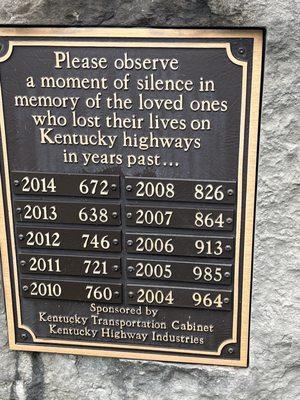 Please observe
a moment of silence in
memory of the loved ones
who lost their lives on
Kentucky highways
in years past...
2014 672 2008 826
2013 638 2007 864
2012 746 2006 913
2011 721 2005 985
2010 760 2004 964
Sponsored by
Kentucky Transportation Cabinet
Kentucky Highway Industries